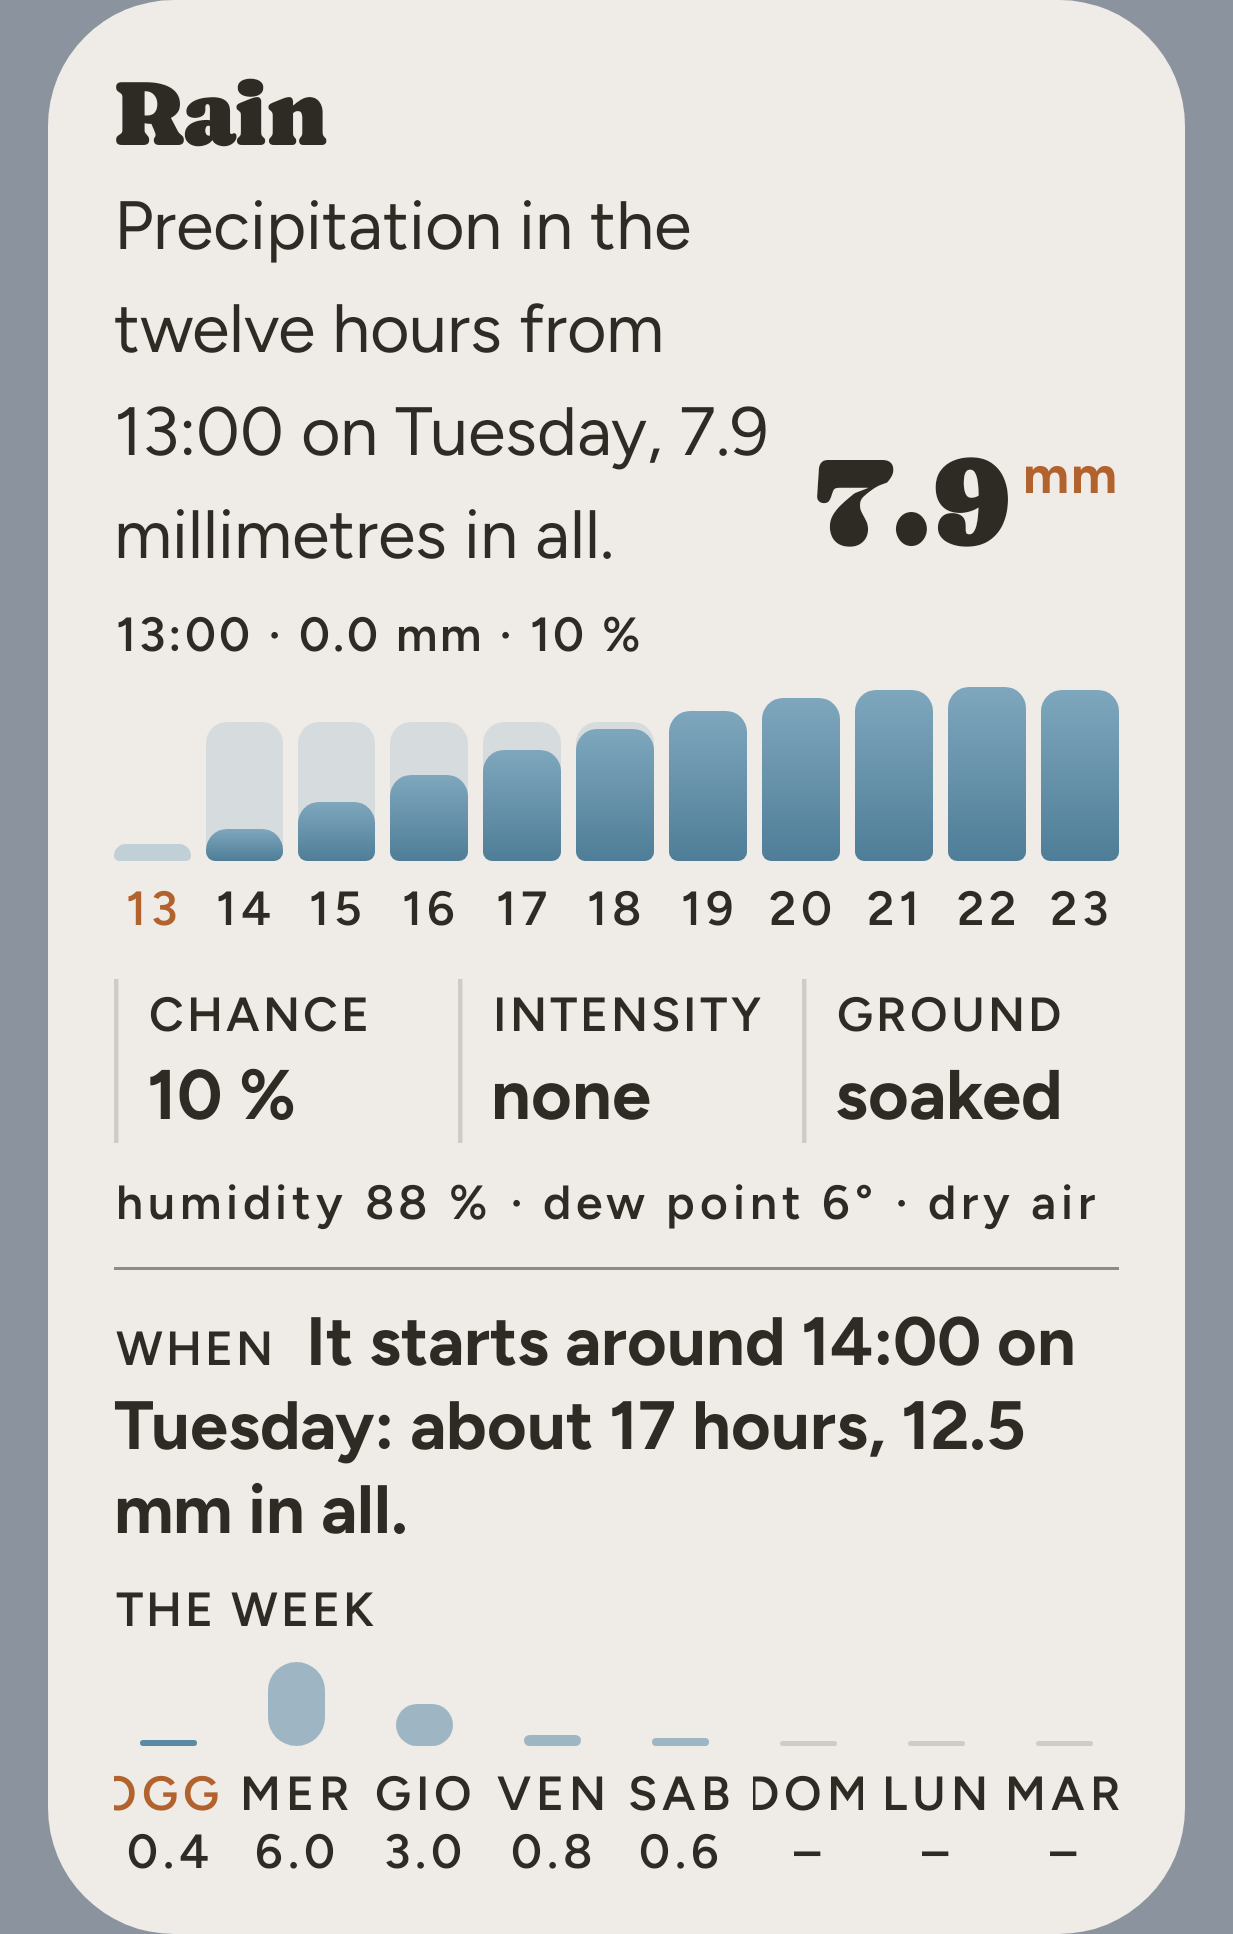 Rain
Precipitation in the
twelve hours from
13:00 on Tuesday, 7.9
millimetres in all.
7.9 mm
13:00 · 0.0 mm · 10 %
13 14 15 16 17 18 19 20 21 22 23
CHANCE INTENSITY GROUND
10 % none soaked
humidity 88 % · dew point 6° · dry air
WHEN It starts around 14:00 on
Tuesday: about 17 hours, 12.5
mm in all.
THE WEEK
OGG MER GIO VEN SAB DOM LUN MAR
0.4 6.0 3.0 0.8 0.6 – – –